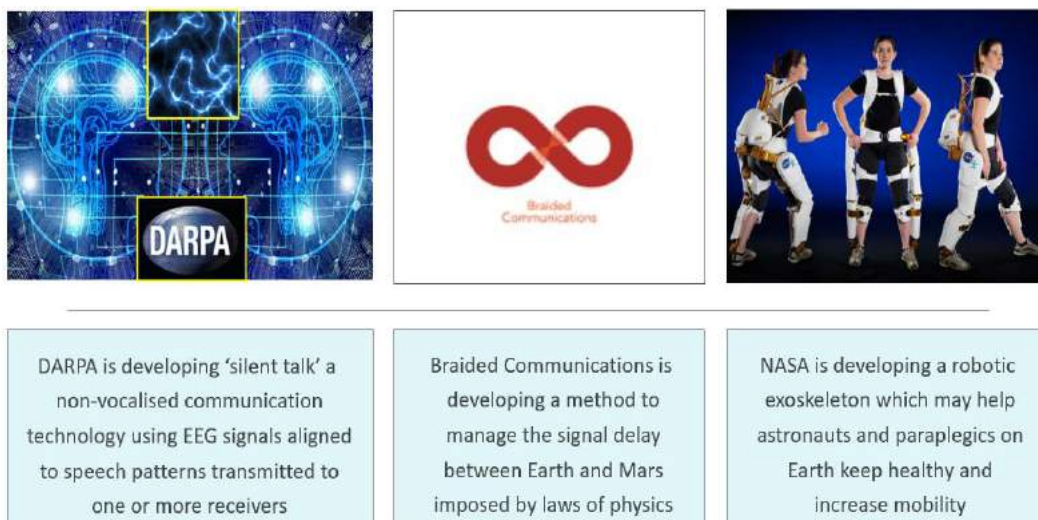 DARPA
Braided
Communications
DARPA is developing ‘silent talk’ a
non-vocalised communication
technology using EEG signals aligned
to speech patterns transmitted to
one or more receivers
Braided Communications is
developing a method to
manage the signal delay
between Earth and Mars
imposed by laws of physics
NASA is developing a robotic
exoskeleton which may help
astronauts and paraplegics on
Earth keep healthy and
increase mobility